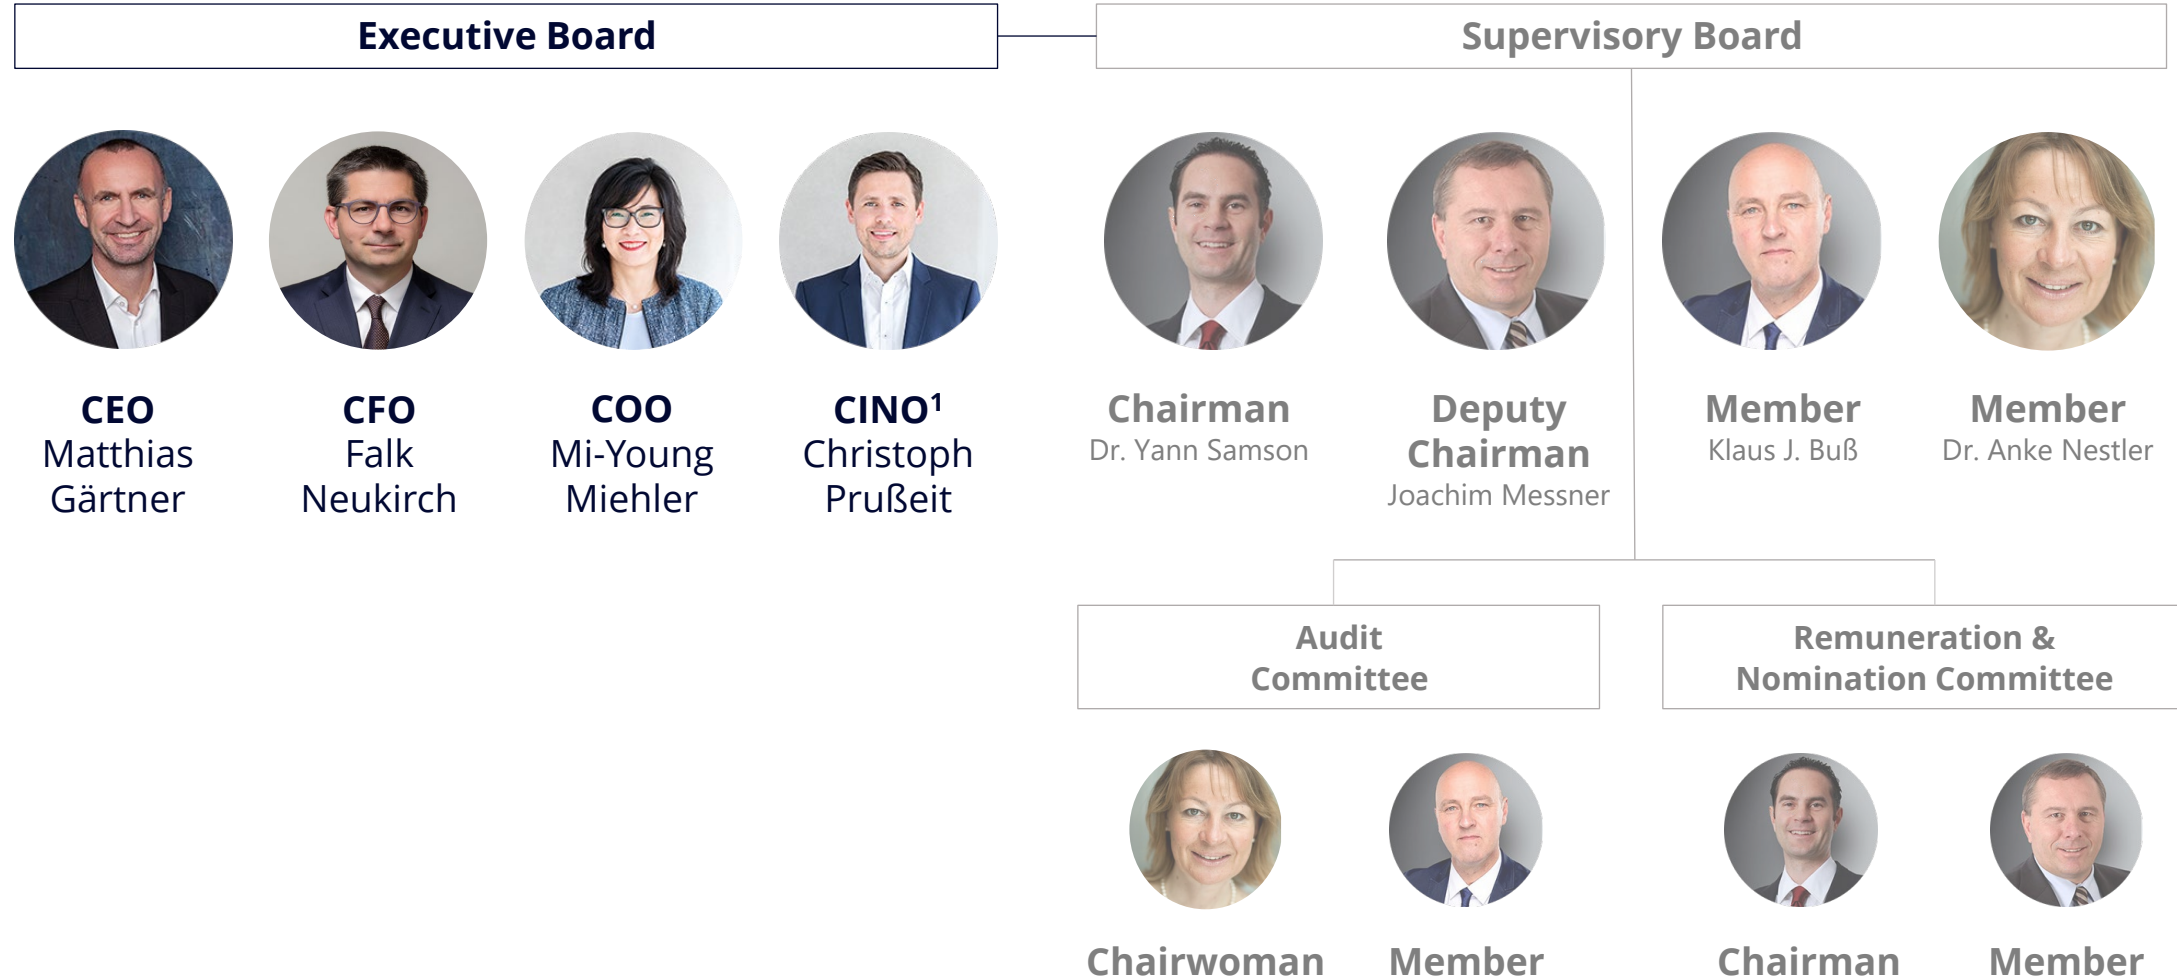 Executive Board
Supervisory Board
CEO
Matthias
Gärtner
CFO
Falk
Neukirch
COO
Mi-Young
Miehler
CINO¹
Christoph
Prußeit
Chairman
Dr. Yann Samson
Deputy
Chairman
Joachim Messner
Member
Klaus J. Buß
Member
Dr. Anke Nestler
Audit
Committee
Remuneration &
Nomination Committee
Chairwoman
Member
Chairman
Member